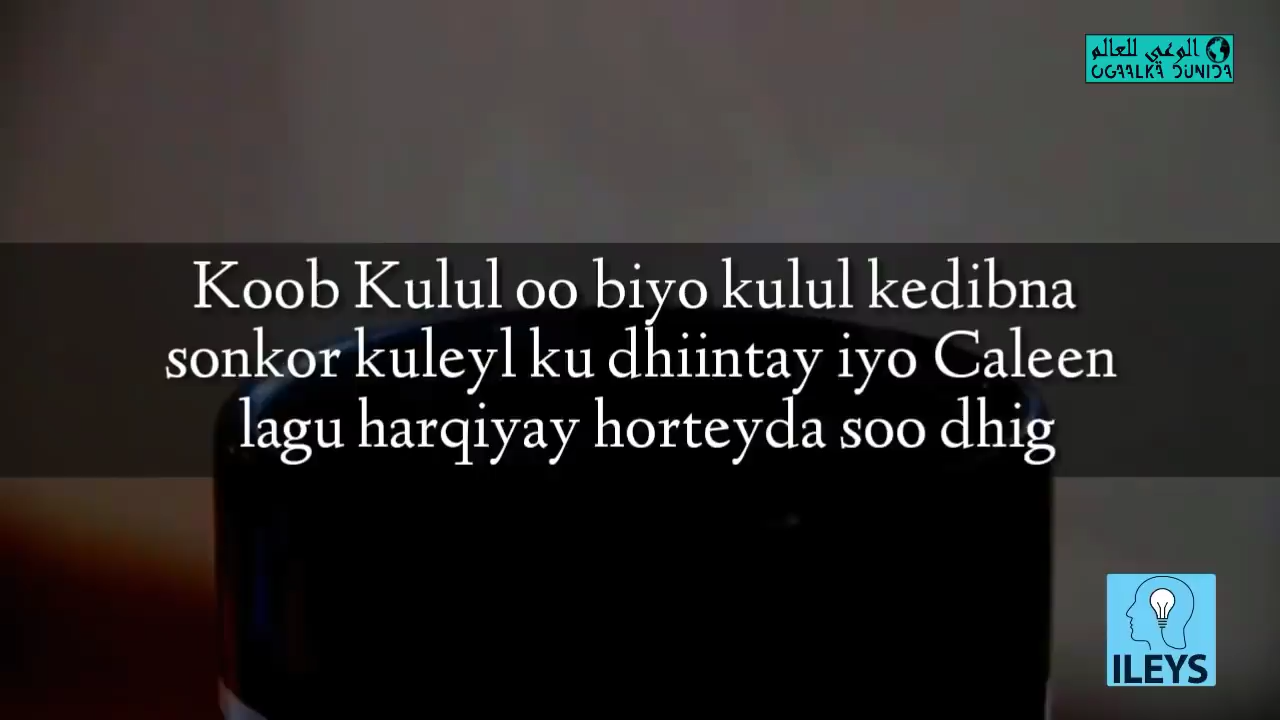 الوعي للعالم
OGAALKA DUNIDA
Koob Kulul oo biyo kulul kedibna
sonkor kuleyl ku dhiintay iyo Caleen
lagu harqiyay horteyda soo dhig
ILEYS